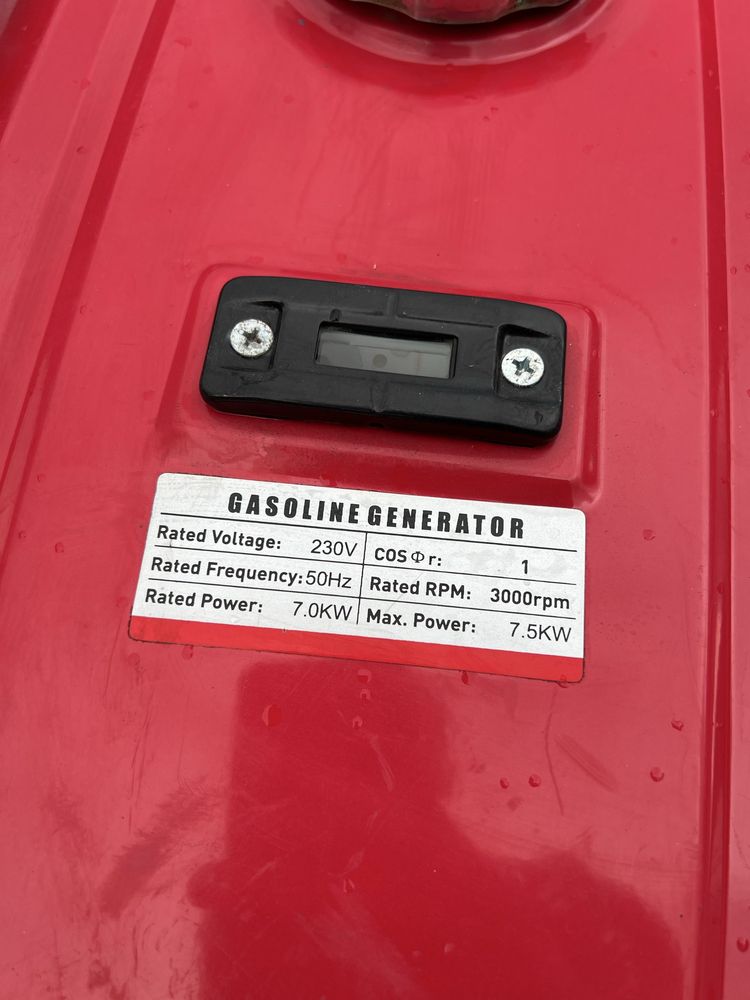 GASOLINE GENERATOR
Rated Voltage: 230V COSΦr: 1
Rated Frequency: 50Hz Rated RPM: 3000rpm
Rated Power: 7.0KW Max. Power: 7.5KW